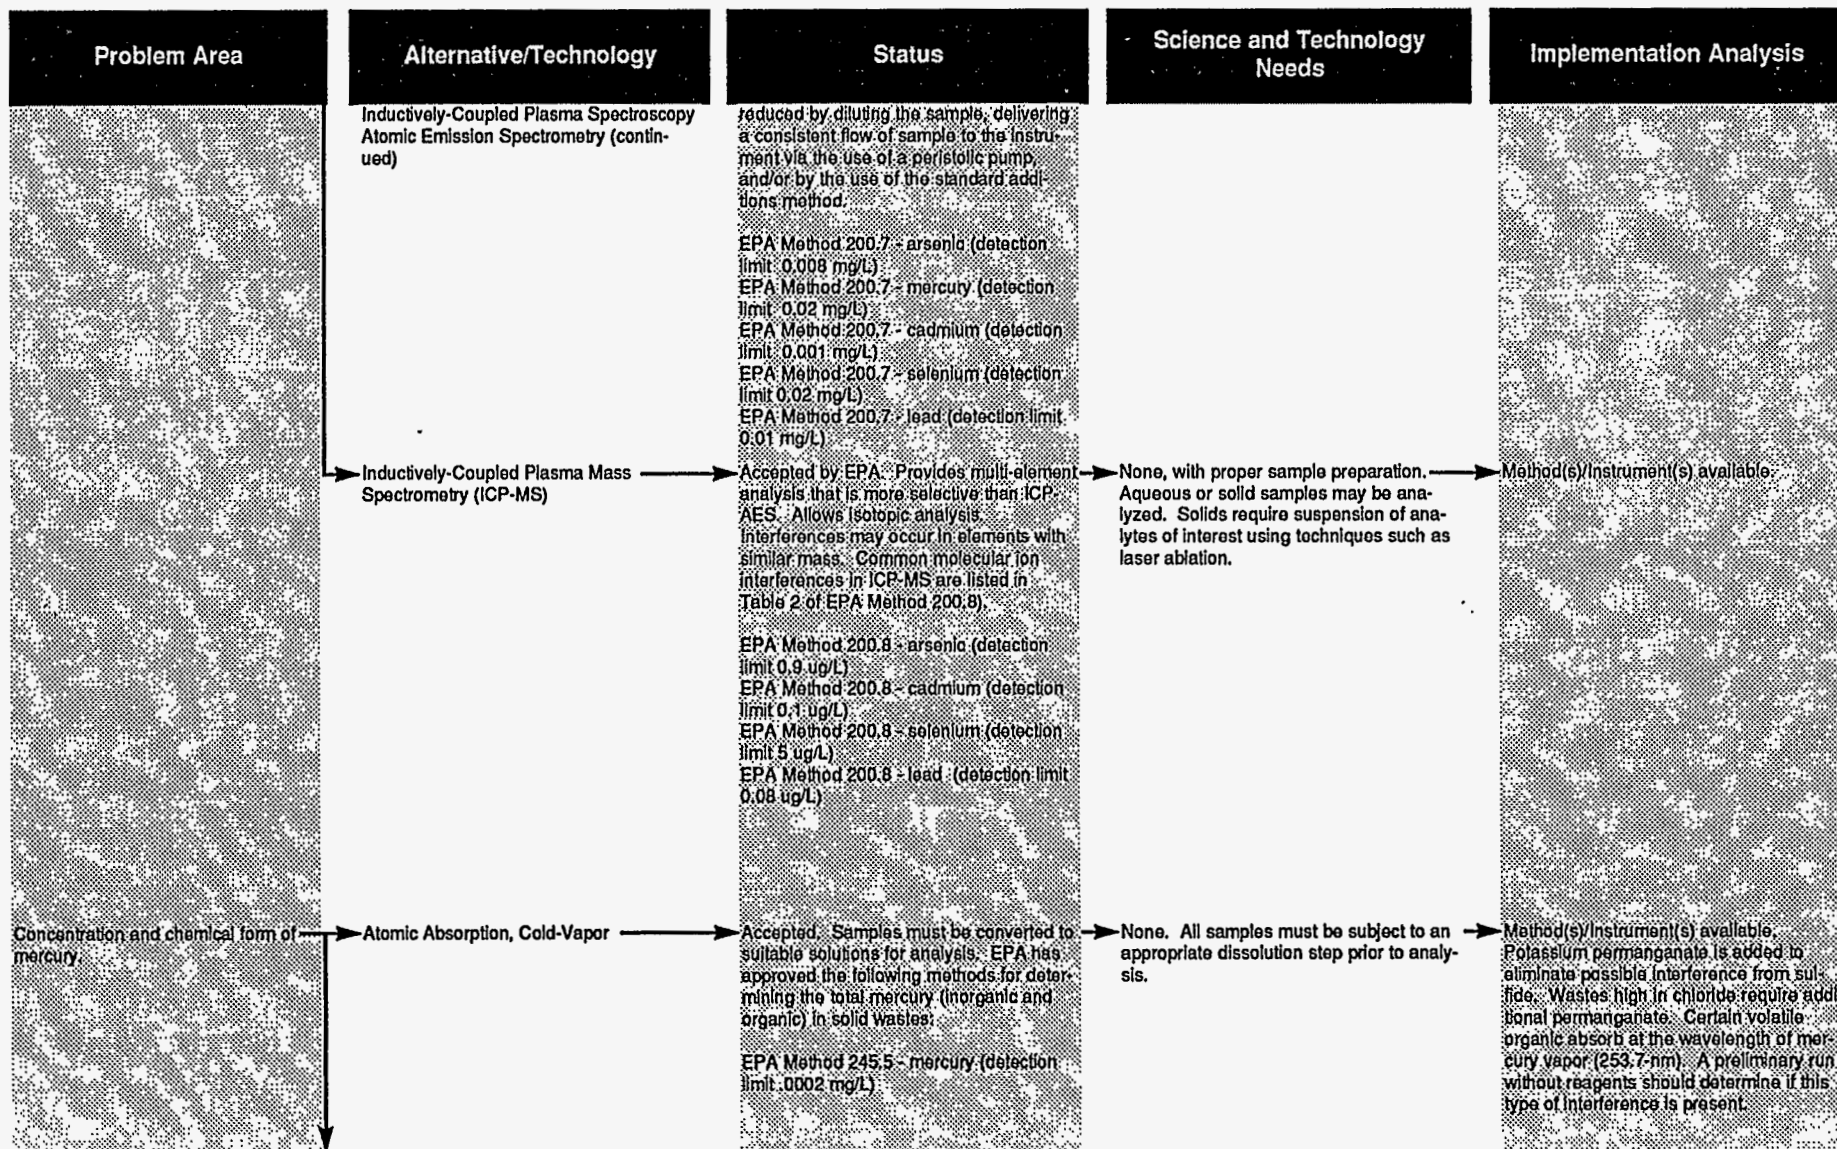 Problem Area
Alternative/Technology
Status
Science and Technology
Needs
Implementation Analysis
Inductively-Coupled Plasma Spectroscopy
Atomic Emission Spectrometry (contin-
ued)
reduced by diluting the sample, delivering
a consistent flow of sample to the instru-
ment via the use of a peristolic pump,
and/or by the use of the standard addi-
tions method.
EPA Method 200.7 - arsenic (detection
limit 0.008 mg/L)
EPA Method 200.7 - mercury (detection
limit 0.02 mg/L)
EPA Method 200.7 - cadmium (detection
limit 0.001 mg/L)
EPA Method 200.7 - selenium (detection
limit 0.02 mg/L)
EPA Method 200.7 - lead (detection limit
0.01 mg/L)
Inductively-Coupled Plasma Mass
Spectrometry (ICP-MS)
Accepted by EPA. Provides multi-element
analysis that is more selective than ICP-
AES. Allows isotopic analysis.
Interferences may occur in elements with
similar mass. Common molecular ion
interferences in ICP-MS are listed in
Table 2 of EPA Method 200.8).
EPA Method 200.8 - arsenic (detection
limit 0.9 ug/L)
EPA Method 200.8 - cadmium (detection
limit 0.1 ug/L)
EPA Method 200.8 - selenium (detection
limit 5 ug/L)
EPA Method 200.8 - lead (detection limit
0.08 ug/L)
None, with proper sample preparation.
Aqueous or solid samples may be ana-
lyzed. Solids require suspension of ana-
lytes of interest using techniques such as
laser ablation.
Method(s)/Instrument(s) available.
Concentration and chemical form of
mercury.
Atomic Absorption, Cold-Vapor
Accepted. Samples must be converted to
suitable solutions for analysis. EPA has
approved the following methods for deter-
mining the total mercury (inorganic and
organic) in solid wastes:
EPA Method 245.5 - mercury (detection
limit .0002 mg/L)
None. All samples must be subject to an
appropriate dissolution step prior to analy-
sis.
Method(s)/Instrument(s) available.
Potassium permanganate is added to
eliminate possible interference from sul-
fide. Wastes high in chloride require addi
tional permanganate. Certain volatile
organic absorb at the wavelength of mer-
cury vapor (253.7-nm). A preliminary run
without reagents should determine if this
type of interference is present.